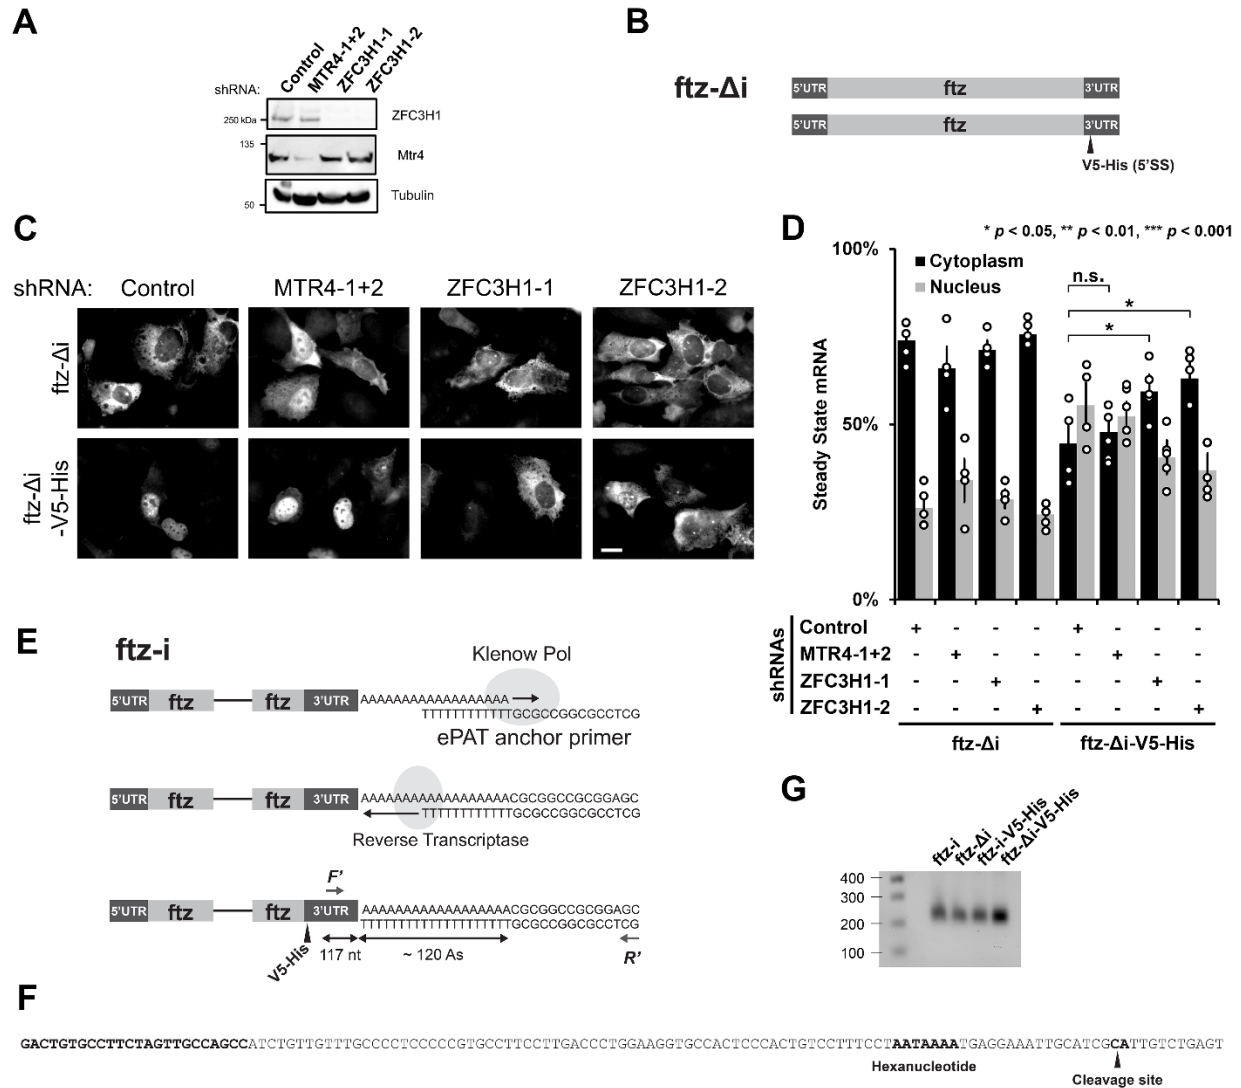 A
shRNA:
Control
MTR4-1+2
ZFC3H1-1
ZFC3H1-2
250 kDa
ZFC3H1
135
Mtr4
50
Tubulin
B
ftz-Δi
5'UTR ftz 3'UTR
5'UTR ftz 3'UTR
V5-His (5'SS)
C
shRNA: Control MTR4-1+2 ZFC3H1-1 ZFC3H1-2
ftz-Δi
ftz-Δi
-V5-His
D
* p < 0.05, ** p < 0.01, *** p < 0.001
100%
Cytoplasm
Nucleus
n.s.
*
*
Steady State mRNA
50%
0%
shRNAs
Control + - - - + - - -
MTR4-1+2 - + - - - + - -
ZFC3H1-1 - - + - - - + -
ZFC3H1-2 - - - + - - - +
ftz-Δi ftz-Δi-V5-His
E
ftz-i
Klenow Pol
5'UTR ftz ftz 3'UTR AAAAAAAAAAAAAAAAAAA
TTTTTTTTTTTTGCGCCGGCGCCTCG
ePAT anchor primer
5'UTR ftz ftz 3'UTR AAAAAAAAAAAAAAAAAAACGCGGCCGCGGAGC
TTTTTTTTTTTTGCGCCGGCGCCTCG
Reverse Transcriptase
F'
5'UTR ftz ftz 3'UTR AAAAAAAAAAAAAAAAAAACGCGGCCGCGGAGC
TTTTTTTTTTTTTTTTTTTGCGCCGGCGCCTCG
V5-His
117 nt
~ 120 As
R'
G
ftz-i
ftz-Δi
ftz-i-V5-His
ftz-Δi-V5-His
400
300
200
100
F
GACTGTGCCTTCTAGTTGCCAGCCATCTGTTGTTTGCCCCTCCCCCGTGCCTTCCTTGACCCTGGAAGGTGCCACTCCCACTGTCCTTTCCTAATAAAATGAGGAAATTGCATCGCATTGTCTGAGT
Hexanucleotide
Cleavage site